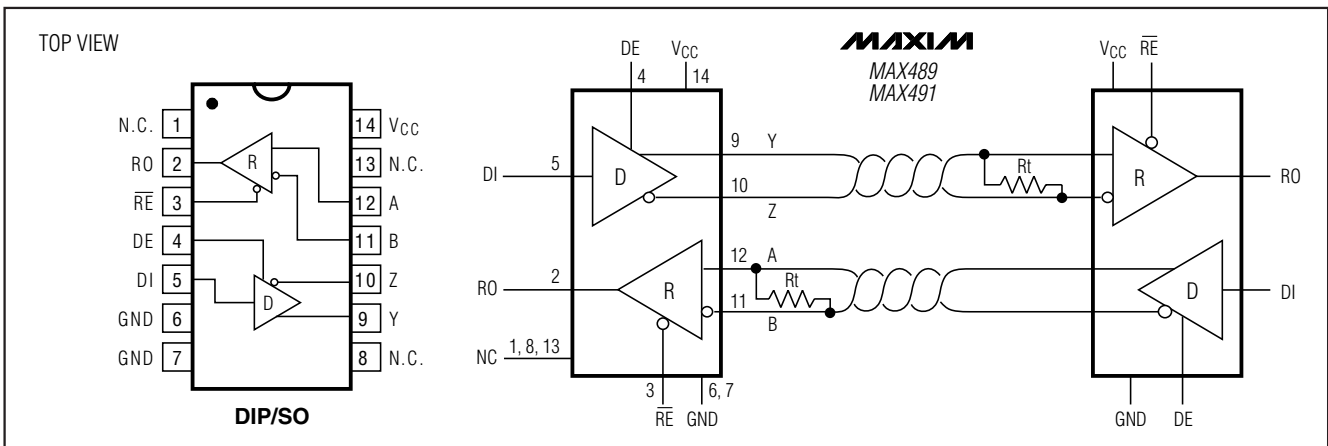 TOP VIEW
N.C. 1
RO 2
RE 3
DE 4
DI 5
GND 6
GND 7
14 VCC
13 N.C.
12 A
11 B
10 Z
9 Y
8 N.C.
R
D
DIP/SO
MAXIM
MAX489
MAX491
DE
4
VCC
14
DI
5
D
9 Y
10
Z
Rt
RO
2
R
12 A
11
B
Rt
NC 1, 8, 13
3
RE
6, 7
GND
VCC
RE
R
RO
D
DI
GND
DE